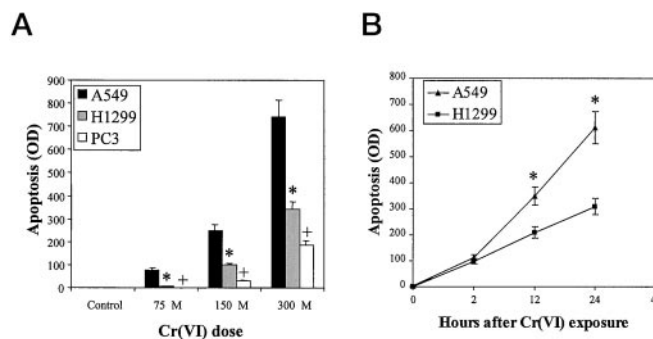 A
Apoptosis (OD)
900
800
700
600
500
400
300
200
100
0
A549
H1299
PC3
*
+
*
+
*
+
Control
75 M
150 M
300 M
Cr(VI) dose
B
Apoptosis (OD)
800
700
600
500
400
300
200
100
0
A549
H1299
*
*
0
2
12
24
4
Hours after Cr(VI) exposure